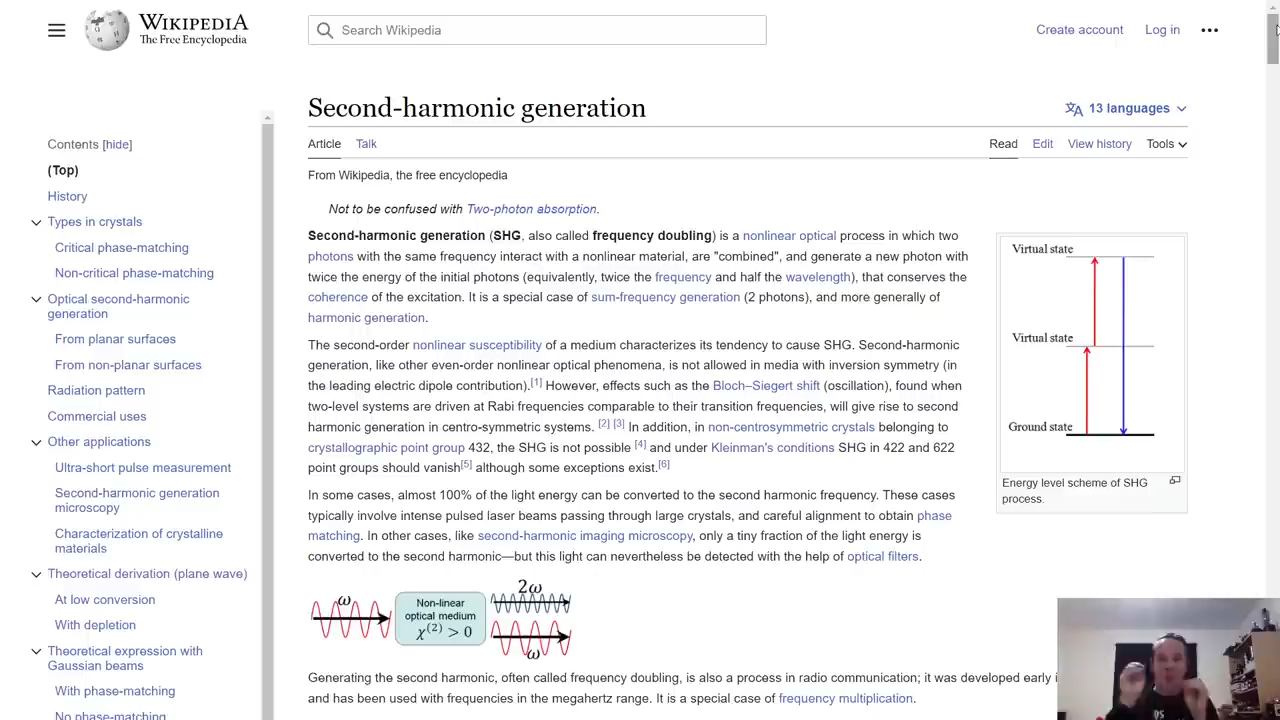 WIKIPEDIA
The Free Encyclopedia
Search Wikipedia
Create account
Log in
Second-harmonic generation
13 languages
Article
Talk
Read
Edit
View history
Tools
From Wikipedia, the free encyclopedia
Contents [hide]
(Top)
History
Types in crystals
Critical phase-matching
Non-critical phase-matching
Optical second-harmonic
generation
From planar surfaces
From non-planar surfaces
Radiation pattern
Commercial uses
Other applications
Ultra-short pulse measurement
Second-harmonic generation
microscopy
Characterization of crystalline
materials
Theoretical derivation (plane wave)
At low conversion
With depletion
Theoretical expression with
Gaussian beams
With phase-matching
No phase-matching
Not to be confused with Two-photon absorption.
Second-harmonic generation (SHG, also called frequency doubling) is a nonlinear optical process in which two
photons with the same frequency interact with a nonlinear material, are "combined", and generate a new photon with
twice the energy of the initial photons (equivalently, twice the frequency and half the wavelength), that conserves the
coherence of the excitation. It is a special case of sum-frequency generation (2 photons), and more generally of
harmonic generation.
The second-order nonlinear susceptibility of a medium characterizes its tendency to cause SHG. Second-harmonic
generation, like other even-order nonlinear optical phenomena, is not allowed in media with inversion symmetry (in
the leading electric dipole contribution).[1] However, effects such as the Bloch–Siegert shift (oscillation), found when
two-level systems are driven at Rabi frequencies comparable to their transition frequencies, will give rise to second
harmonic generation in centro-symmetric systems. [2] [3] In addition, in non-centrosymmetric crystals belonging to
crystallographic point group 432, the SHG is not possible [4] and under Kleinman's conditions SHG in 422 and 622
point groups should vanish[5] although some exceptions exist.[6]
In some cases, almost 100% of the light energy can be converted to the second harmonic frequency. These cases
typically involve intense pulsed laser beams passing through large crystals, and careful alignment to obtain phase
matching. In other cases, like second-harmonic imaging microscopy, only a tiny fraction of the light energy is
converted to the second harmonic—but this light can nevertheless be detected with the help of optical filters.
Virtual state
Virtual state
Ground state
Energy level scheme of SHG
process.
ω
Non-linear
optical medium
χ(2) > 0
2ω
ω
Generating the second harmonic, often called frequency doubling, is also a process in radio communication; it was developed early
and has been used with frequencies in the megahertz range. It is a special case of frequency multiplication.